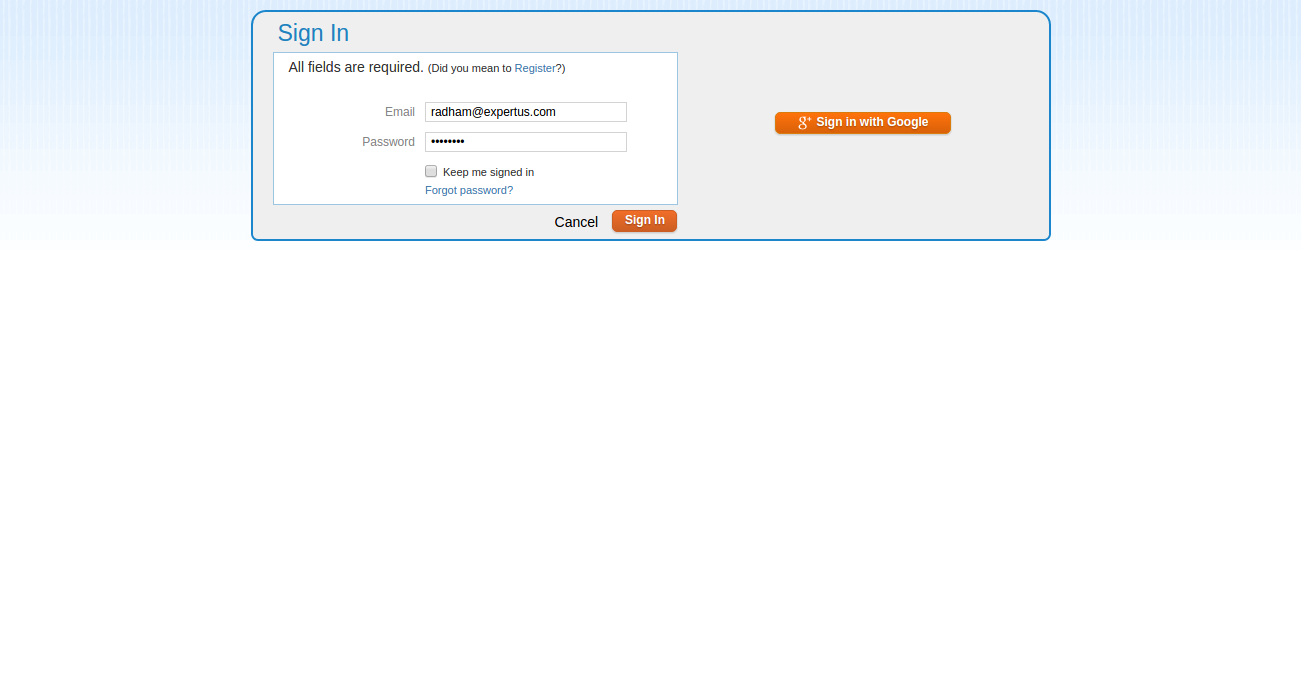 Sign In
All fields are required. (Did you mean to Register?)
Email radham@expertus.com
Password ••••••••
Keep me signed in
Forgot password?
Cancel Sign In
g+ Sign in with Google